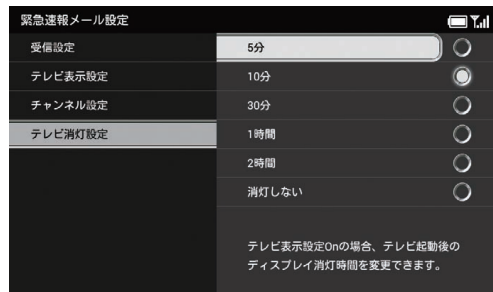 緊急速報メール設定
受信設定
テレビ表示設定
チャンネル設定
テレビ消灯設定
5分
10分
30分
1時間
2時間
消灯しない
テレビ表示設定Onの場合、テレビ起動後の
ディスプレイ消灯時間を変更できます。